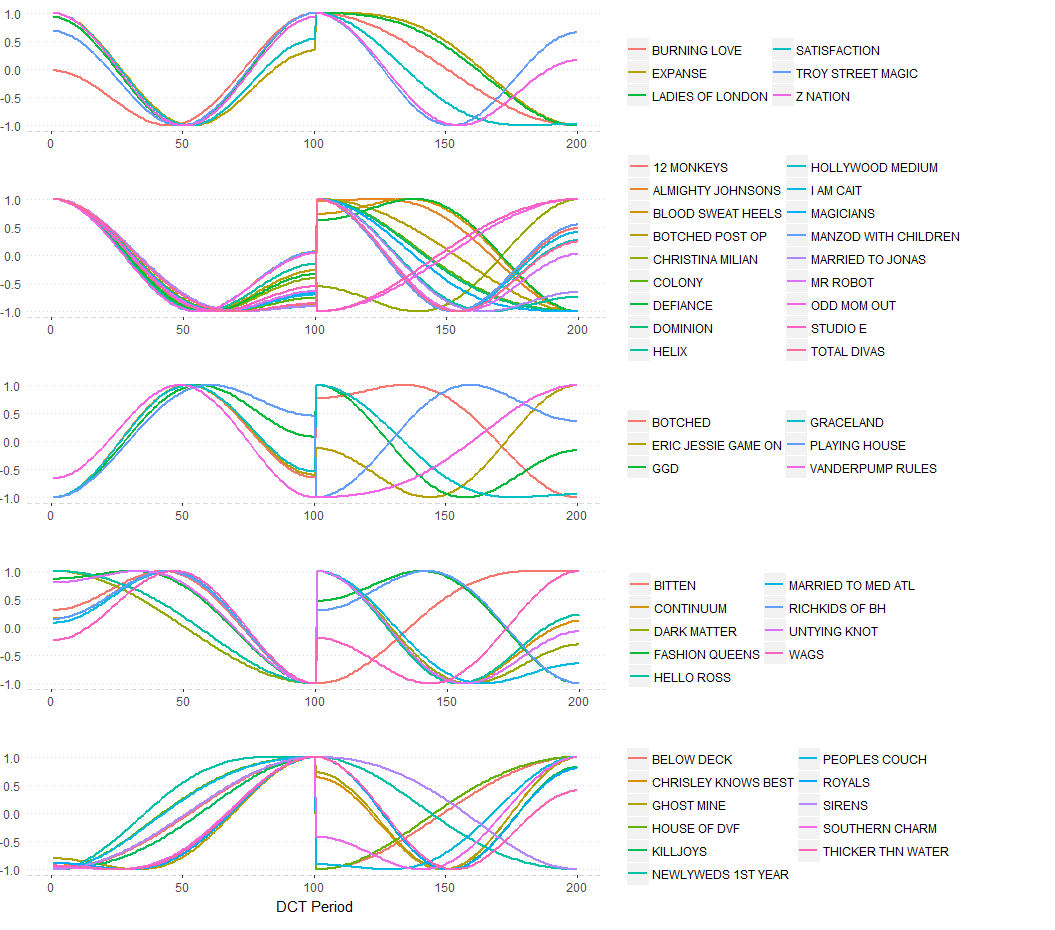 1.0
0.5
0.0
-0.5
-1.0
0 50 100 150 200
BURNING LOVE SATISFACTION
EXPANSE TROY STREET MAGIC
LADIES OF LONDON Z NATION
1.0
0.5
0.0
-0.5
-1.0
0 50 100 150 200
12 MONKEYS HOLLYWOOD MEDIUM
ALMIGHTY JOHNSONS I AM CAIT
BLOOD SWEAT HEELS MAGICIANS
BOTCHED POST OP MANZOD WITH CHILDREN
CHRISTINA MILIAN MARRIED TO JONAS
COLONY MR ROBOT
DEFIANCE ODD MOM OUT
DOMINION STUDIO E
HELIX TOTAL DIVAS
1.0
0.5
0.0
-0.5
-1.0
0 50 100 150 200
BOTCHED GRACELAND
ERIC JESSIE GAME ON PLAYING HOUSE
GGD VANDERPUMP RULES
1.0
0.5
0.0
-0.5
-1.0
0 50 100 150 200
BITTEN MARRIED TO MED ATL
CONTINUUM RICHKIDS OF BH
DARK MATTER UNTYING KNOT
FASHION QUEENS WAGS
HELLO ROSS
1.0
0.5
0.0
-0.5
-1.0
0 50 100 150 200
DCT Period
BELOW DECK PEOPLES COUCH
CHRISLEY KNOWS BEST ROYALS
GHOST MINE SIRENS
HOUSE OF DVF SOUTHERN CHARM
KILLJOYS THICKER THN WATER
NEWLYWEDS 1ST YEAR